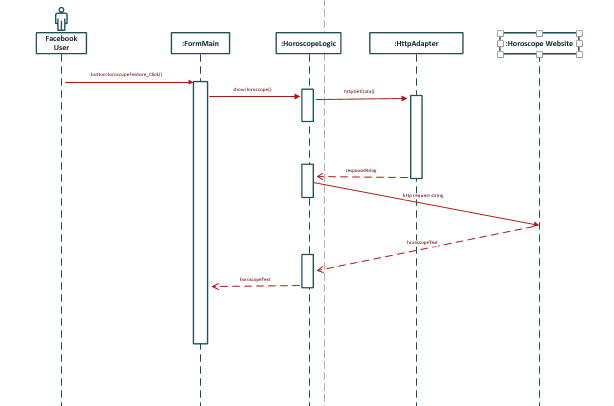 Facebook
User
:FormMain
:HoroscopeLogic
:HttpAdapter
:Horoscope Website
buttonHoroscopeFeature_Click()
showHoroscope()
httpGetData()
responseString
http request string
horoscopeText
horoscopeText